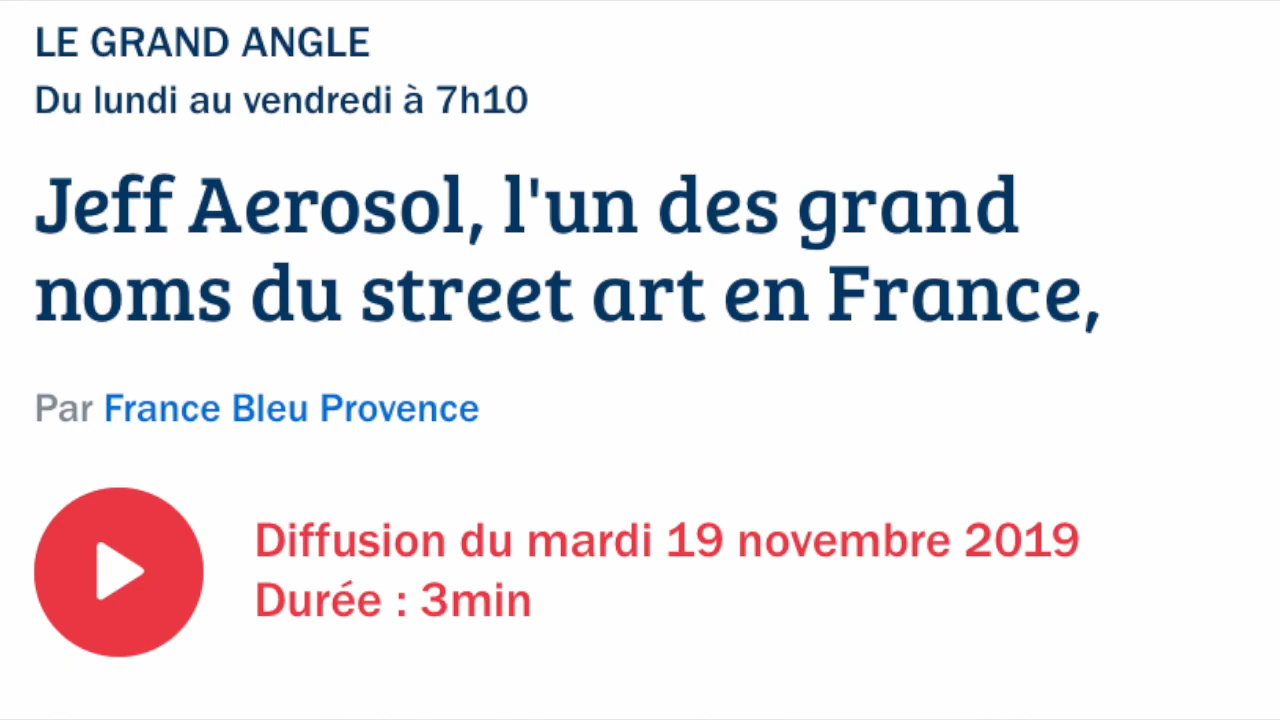 LE GRAND ANGLE
Du lundi au vendredi à 7h10
Jeff Aerosol, l'un des grand
noms du street art en France,
Par France Bleu Provence
Diffusion du mardi 19 novembre 2019
Durée : 3min